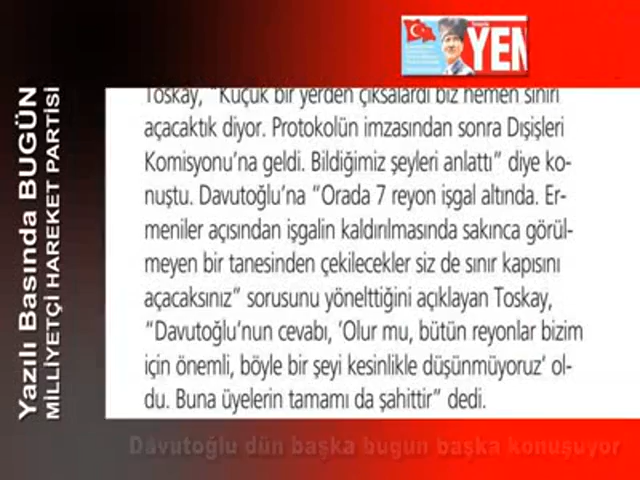 YEN
Yazılı Basında BUGÜN
MİLLİYETÇİ HAREKET PARTİSİ
Toskay, “Küçük bir yerden çıksalardı biz hemen sınırı
açacaktık diyor. Protokolün imzasından sonra Dışişleri
Komisyonu’na geldi. Bildiğimiz şeyleri anlattı” diye ko-
nuştu. Davutoğlu’na “Orada 7 reyon işgal altında. Er-
meniler açısından işgalin kaldırılmasında sakınca görül-
meyen bir tanesinden çekilecekler siz de sınır kapısını
açacaksınız” sorusunu yönelttiğini açıklayan Toskay,
“Davutoğlu’nun cevabı, ‘Olur mu, bütün reyonlar bizim
için önemli, böyle bir şeyi kesinlikle düşünmüyoruz’ ol-
du. Buna üyelerin tamamı da şahittir” dedi.
Davutoğlu dün başka bugün başka konuşuyor